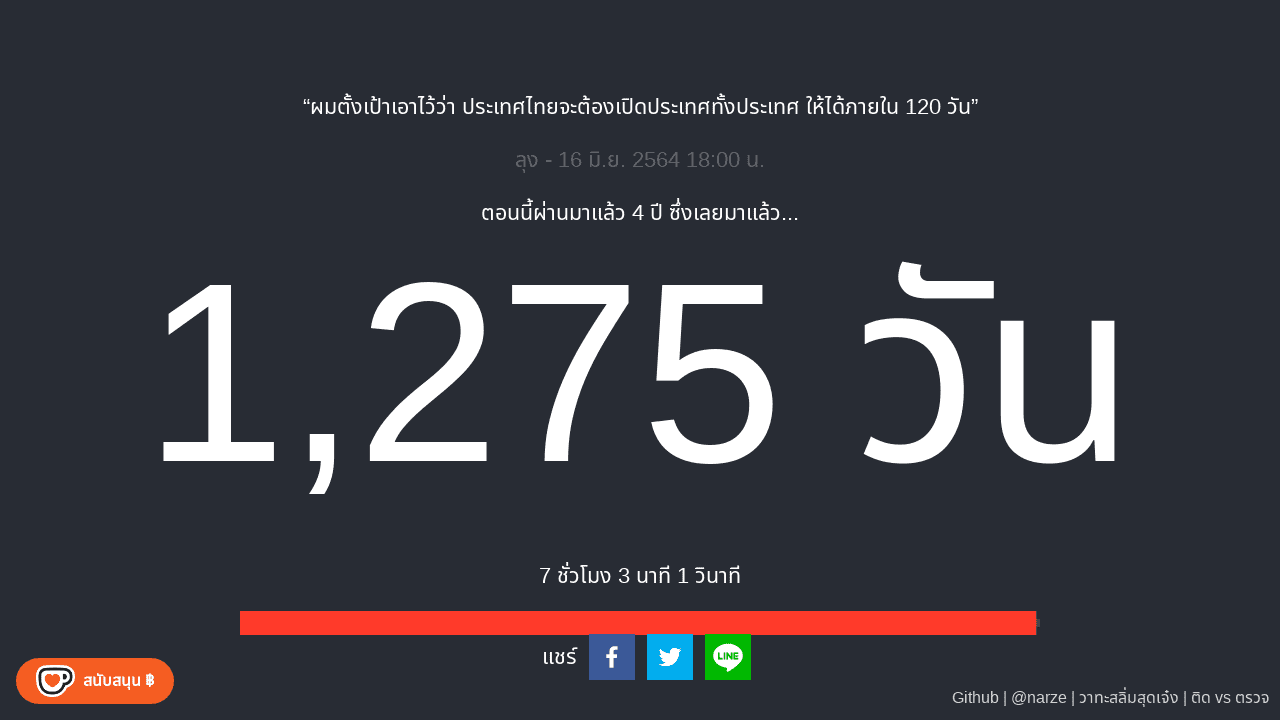 “ผมตั้งเป้าเอาไว้ว่า ประเทศไทยจะต้องเปิดประเทศทั้งประเทศ ให้ได้ภายใน 120 วัน”
ลุง - 16 มิ.ย. 2564 18:00 น.
ตอนนี้ผ่านมาแล้ว 4 ปี ซึ่งเลยมาแล้ว...
1,275 วัน
7 ชั่วโมง 3 นาที 1 วินาที
แชร์
LINE
สนับสนุน ฿
Github | @narze | วาทะสลิ่มสุดเจ๋ง | ติด vs ตรวจ